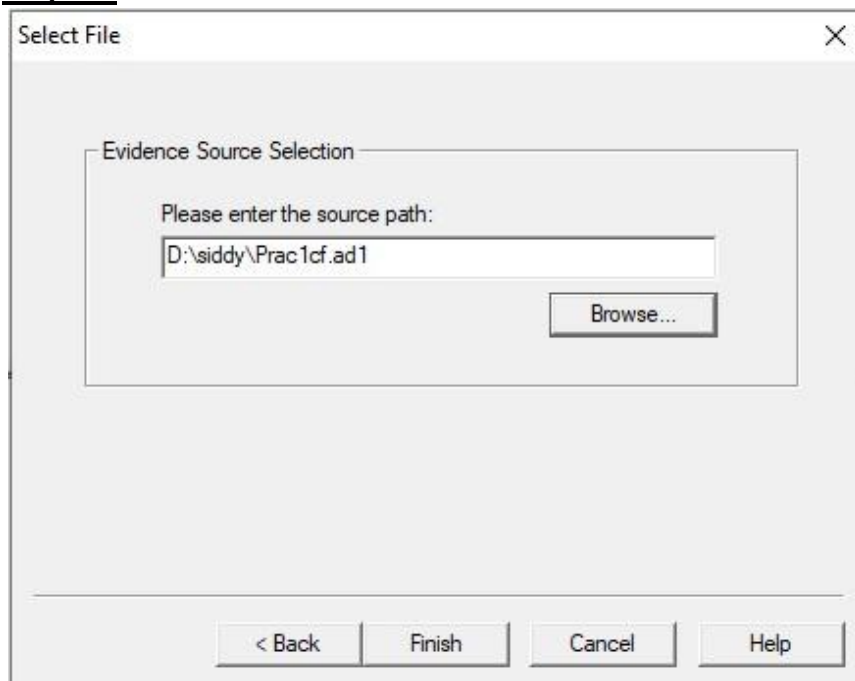 Select File
Evidence Source Selection
Please enter the source path:
D:\siddy\Prac1cf.ad1
Browse...
< Back
Finish
Cancel
Help